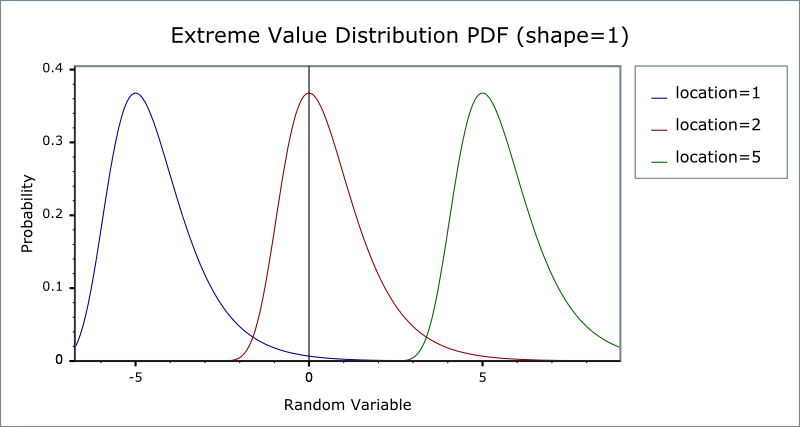 Extreme Value Distribution PDF (shape=1)
0.4
0.3
0.2
0.1
0
Probability
-5
0
5
Random Variable
location=1
location=2
location=5